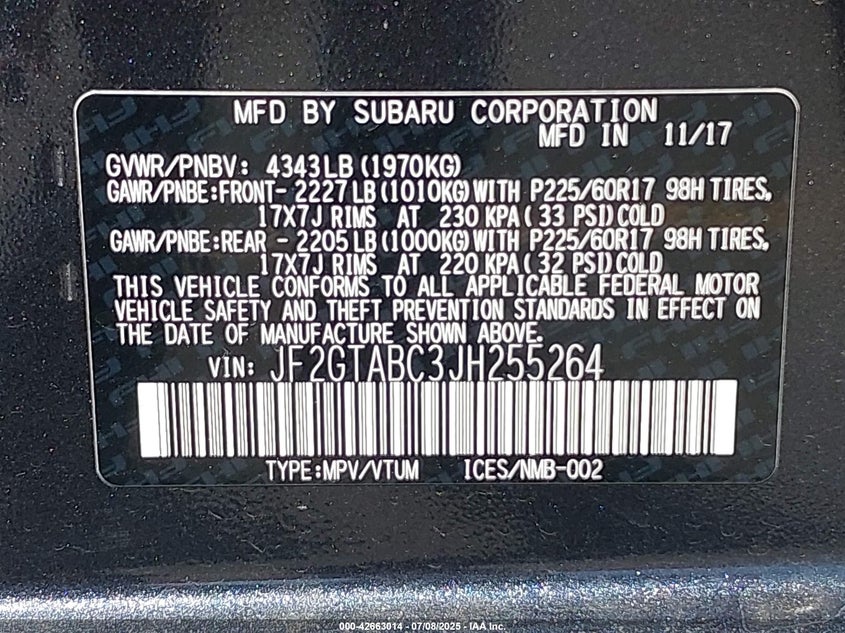 MFD BY SUBARU CORPORATION
MFD IN 11/17
GVWR/PNBV: 4343LB (1970KG)
GAWR/PNBE:FRONT- 2227LB (1010KG) WITH P225/60R17 98H TIRES,
17X7J RIMS AT 230 KPA (33 PSI) COLD
GAWR/PNBE:REAR - 2205LB (1000KG) WITH P225/60R17 98H TIRES,
17X7J RIMS AT 220 KPA (32 PSI) COLD
THIS VEHICLE CONFORMS TO ALL APPLICABLE FEDERAL MOTOR
VEHICLE SAFETY AND THEFT PREVENTION STANDARDS IN EFFECT ON
THE DATE OF MANUFACTURE SHOWN ABOVE.
VIN: JF2GTABC3JH255264
TYPE:MPV/VTUM ICES/NMB-002
000-42663014 - 07/08/2025 - IAA Inc.